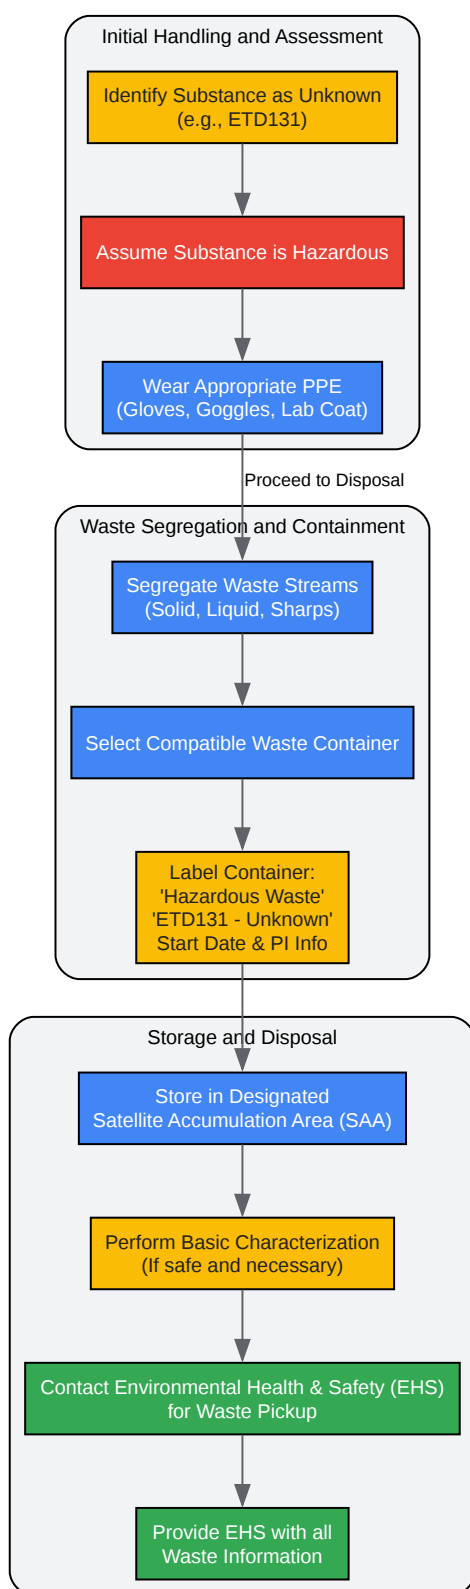 Initial Handling and Assessment
Identify Substance as Unknown
(e.g., ETD131)
Assume Substance is Hazardous
Wear Appropriate PPE
(Gloves, Goggles, Lab Coat)
Proceed to Disposal
Waste Segregation and Containment
Segregate Waste Streams
(Solid, Liquid, Sharps)
Select Compatible Waste Container
Label Container:
'Hazardous Waste'
'ETD131 - Unknown'
Start Date & PI Info
Storage and Disposal
Store in Designated
Satellite Accumulation Area (SAA)
Perform Basic Characterization
(If safe and necessary)
Contact Environmental Health & Safety (EHS)
for Waste Pickup
Provide EHS with all
Waste Information